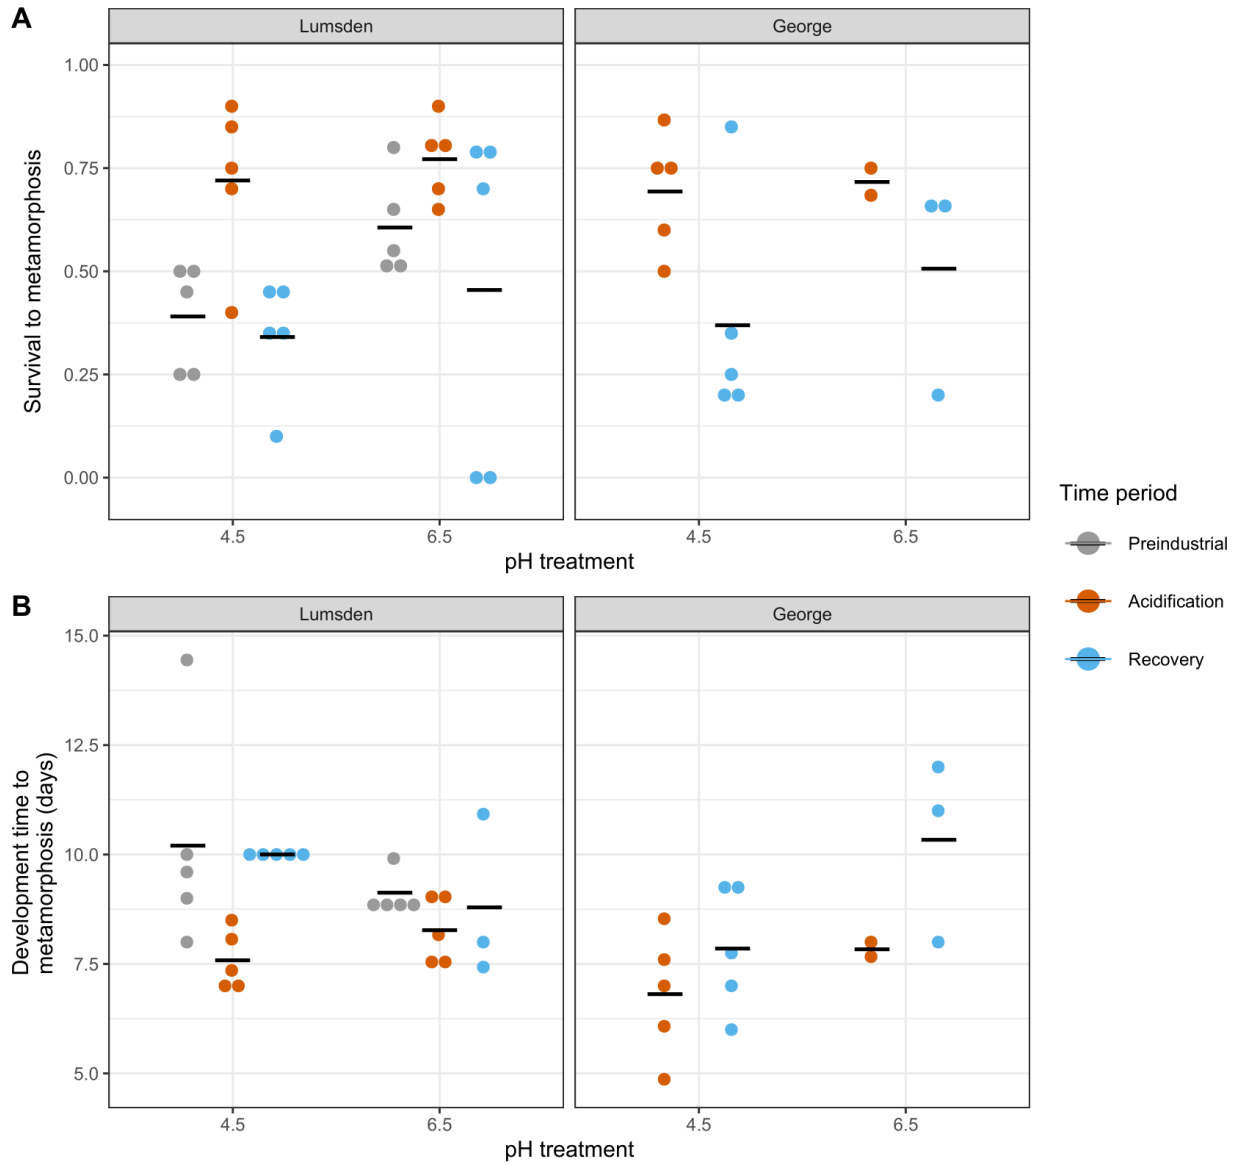 A
Lumsden
George
1.00
0.75
0.50
0.25
0.00
Survival to metamorphosis
4.5
6.5
4.5
6.5
pH treatment
Time period
Preindustrial
Acidification
Recovery
B
Lumsden
George
15.0
12.5
10.0
7.5
5.0
Development time to
metamorphosis (days)
4.5
6.5
4.5
6.5
pH treatment